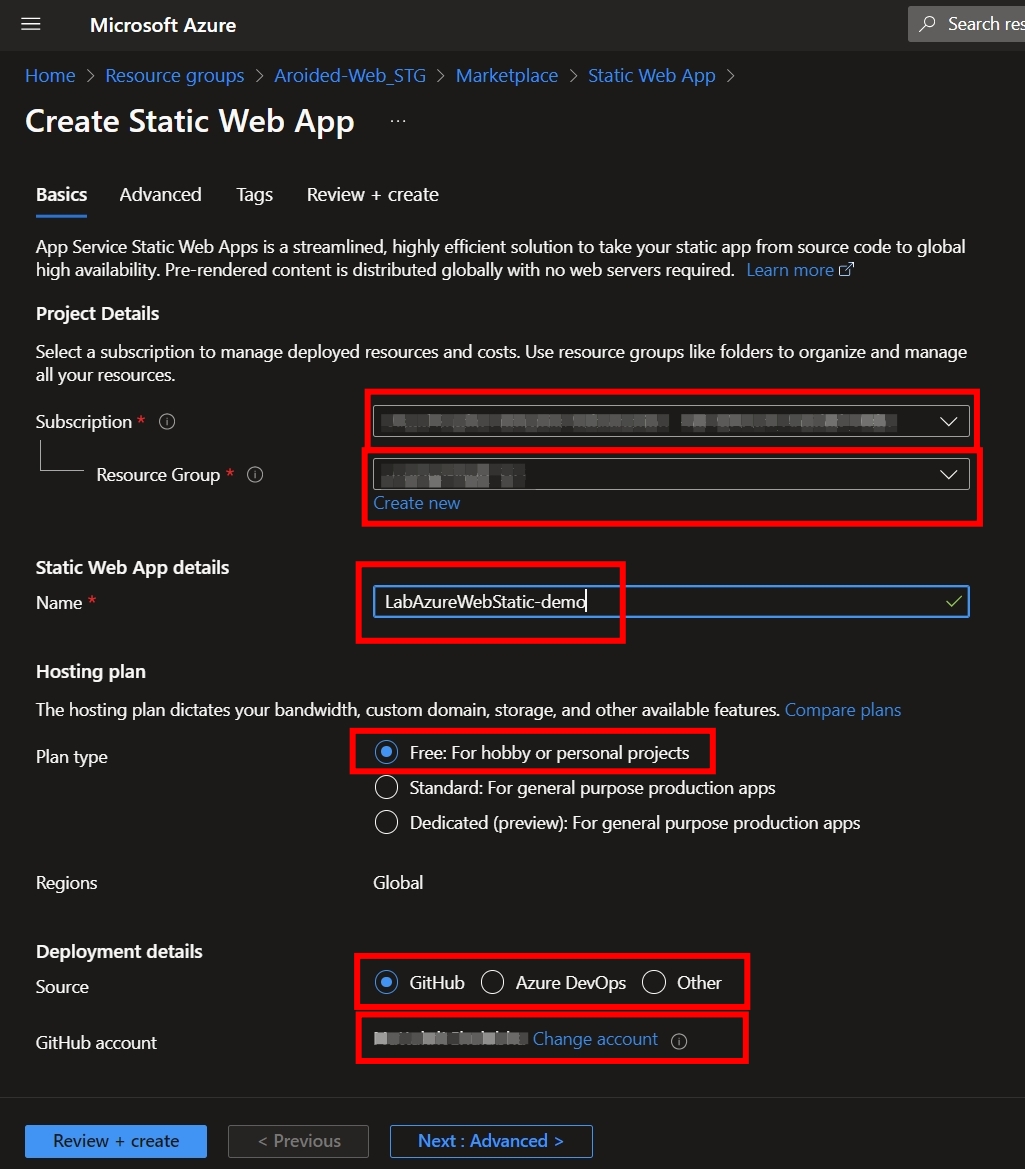 Microsoft Azure
Search res
Home > Resource groups > Aroided-Web_STG > Marketplace > Static Web App >
Create Static Web App ...
Basics Advanced Tags Review + create
App Service Static Web Apps is a streamlined, highly efficient solution to take your static app from source code to global
high availability. Pre-rendered content is distributed globally with no web servers required. Learn more
Project Details
Select a subscription to manage deployed resources and costs. Use resource groups like folders to organize and manage
all your resources.
Subscription *
Resource Group *
Create new
Static Web App details
Name * LabAzureWebStatic-demo
Hosting plan
The hosting plan dictates your bandwidth, custom domain, storage, and other available features. Compare plans
Plan type Free: For hobby or personal projects
Standard: For general purpose production apps
Dedicated (preview): For general purpose production apps
Regions Global
Deployment details
Source GitHub Azure DevOps Other
GitHub account Change account
Review + create < Previous Next : Advanced >